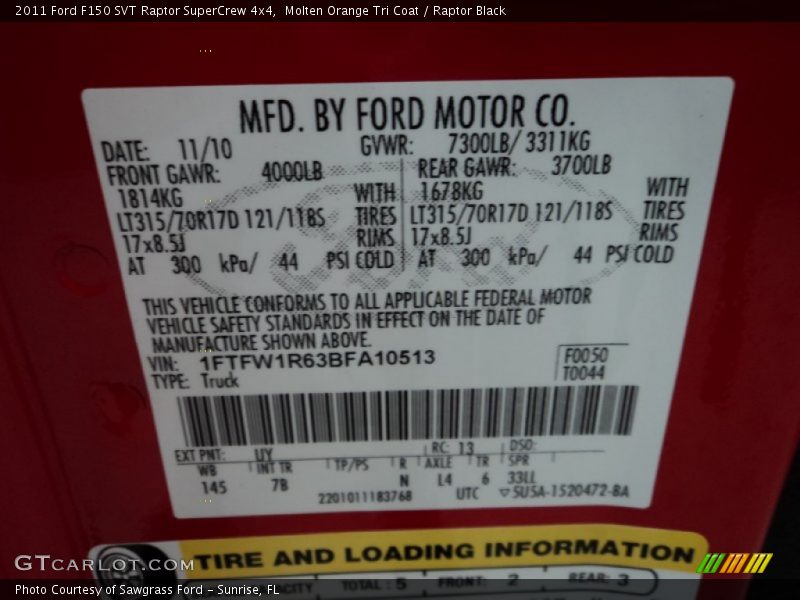 2011 Ford F150 SVT Raptor SuperCrew 4x4,  Molten Orange Tri Coat / Raptor Black
...
MFD. BY FORD MOTOR CO.
DATE: 11/10 GVWR: 7300LB/ 3311KG
FRONT GAWR: 4000LB REAR GAWR: 3700LB
1814KG WITH 1678KG WITH
LT315/70R17D 121/118S TIRES LT315/70R17D 121/118S TIRES
17x8.5J RIMS 17x8.5J RIMS
AT 300 kPa/ 44 PSI COLD AT 300 kPa/ 44 PSI COLD
THIS VEHICLE CONFORMS TO ALL APPLICABLE FEDERAL MOTOR
VEHICLE SAFETY STANDARDS IN EFFECT ON THE DATE OF
MANUFACTURE SHOWN ABOVE.
VIN: 1FTFW1R63BFA10513 F0050
TYPE: Truck T0044
EXT PNT: UY RC: 13 DSO:
WB INT TR TP/PS R AXLE TR SPR
145 7B N L4 6 33LL
2201011183768 UTC ▽5U5A-1520472-BA
TIRE AND LOADING INFORMATION
TOTAL: 5 FRONT: 2 REAR: 3
GTCARLOT.COM
Photo Courtesy of Sawgrass Ford - Sunrise, FL